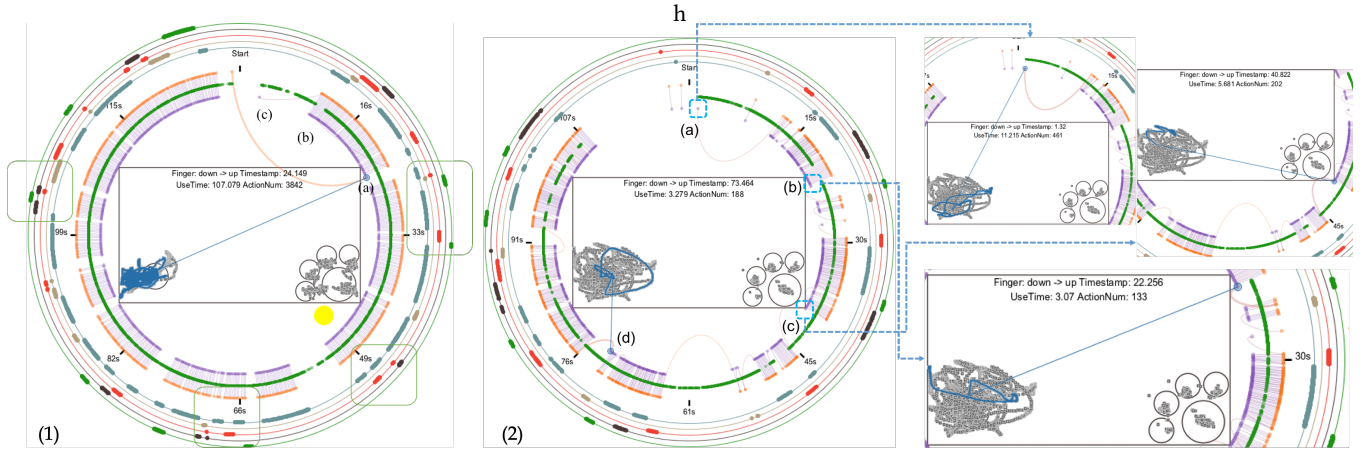 h
Start
115s
16s
(c)
(b)
Finger: down -> up Timestamp: 24.149
UseTime: 107.079 ActionNum: 3842
(a)
99s
33s
82s
49s
66s
(1)
Start
(a)
107s
15s
Finger: down -> up Timestamp: 73.464
UseTime: 3.279 ActionNum: 188
(b)
91s
30s
(c)
(d)
76s
45s
61s
(2)
Start
15s
Finger: down -> up Timestamp: 1.32
UseTime: 11.215 ActionNum: 461
Finger: down -> up Timestamp: 40.822
UseTime: 5.681 ActionNum: 202
45s
Finger: down -> up Timestamp: 22.256
UseTime: 3.07 ActionNum: 133
30s